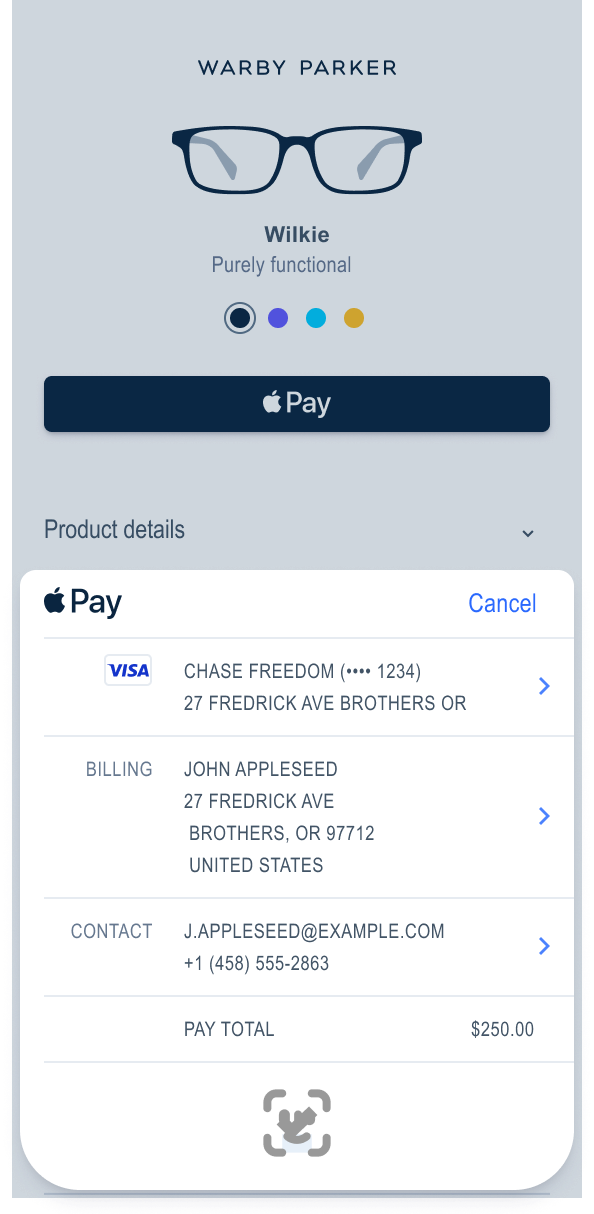 WARBY PARKER
Wilkie
Purely functional
Pay
Product details
Pay
Cancel
VISA
CHASE FREEDOM (•••• 1234)
27 FREDRICK AVE BROTHERS OR
BILLING
JOHN APPLESEED
27 FREDRICK AVE
BROTHERS, OR 97712
UNITED STATES
CONTACT
J.APPLESEED@EXAMPLE.COM
+1 (458) 555-2863
PAY TOTAL
$250.00